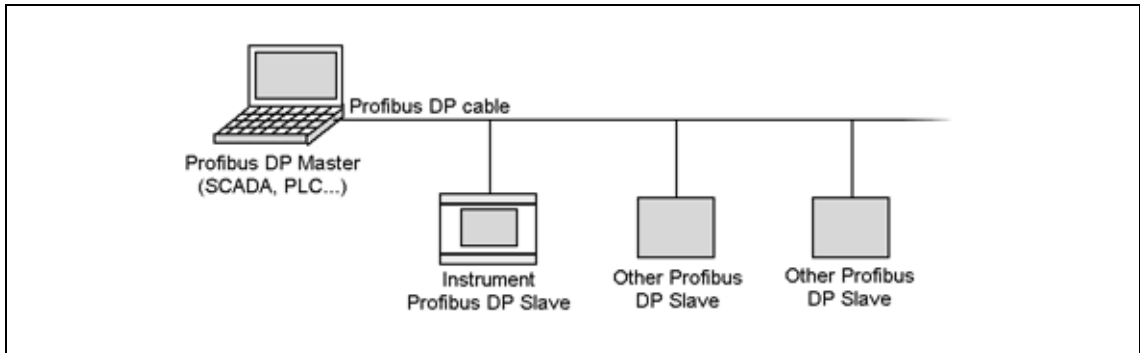 Profibus DP cable
Profibus DP Master
(SCADA, PLC...)
Instrument
Profibus DP Slave
Other Profibus
DP Slave
Other Profibus
DP Slave